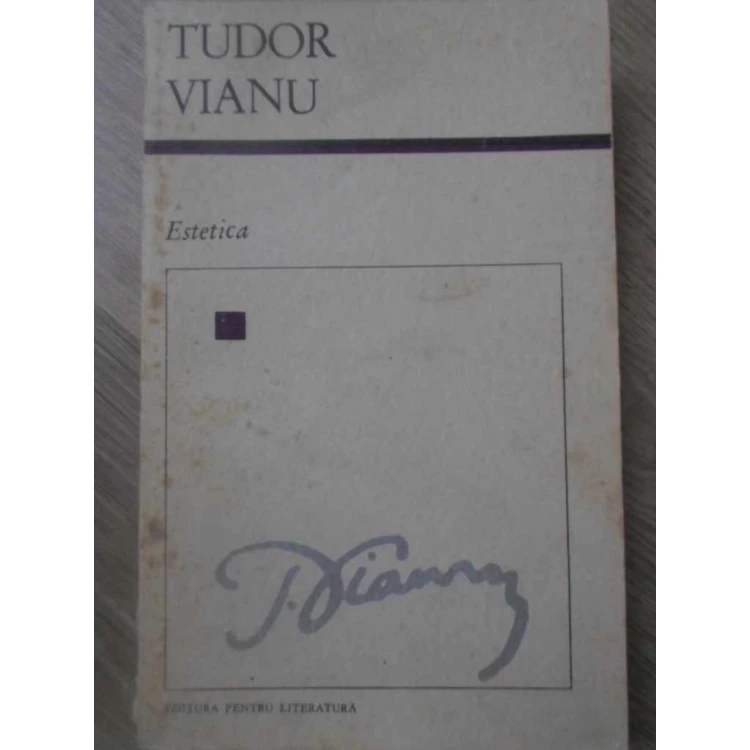 TUDOR
VIANU
Estetica
T. Vianu
EDITURA PENTRU LITERATURĂ